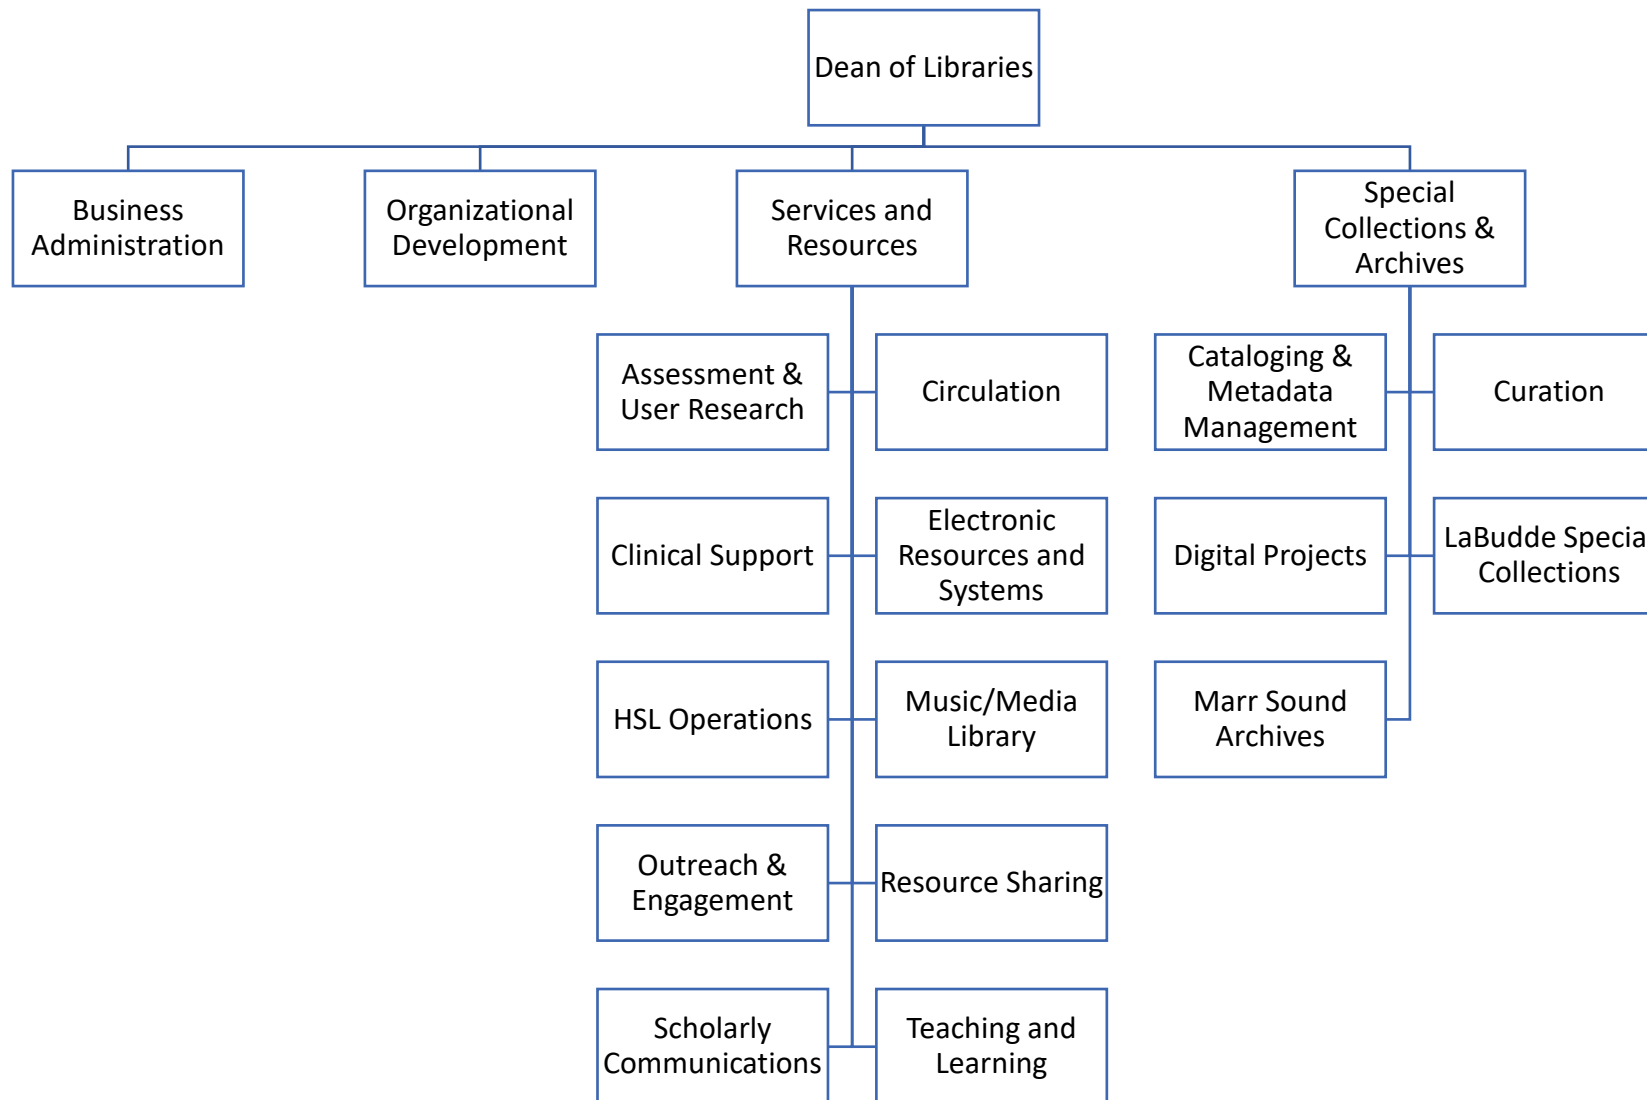 Dean of Libraries
Business
Administration
Organizational
Development
Services and
Resources
Special
Collections &
Archives
Assessment &
User Research
Circulation
Cataloging &
Metadata
Management
Curation
Clinical Support
Electronic
Resources and
Systems
Digital Projects
LaBudde Specia
Collections
HSL Operations
Music/Media
Library
Marr Sound
Archives
Outreach &
Engagement
Resource Sharing
Scholarly
Communications
Teaching and
Learning